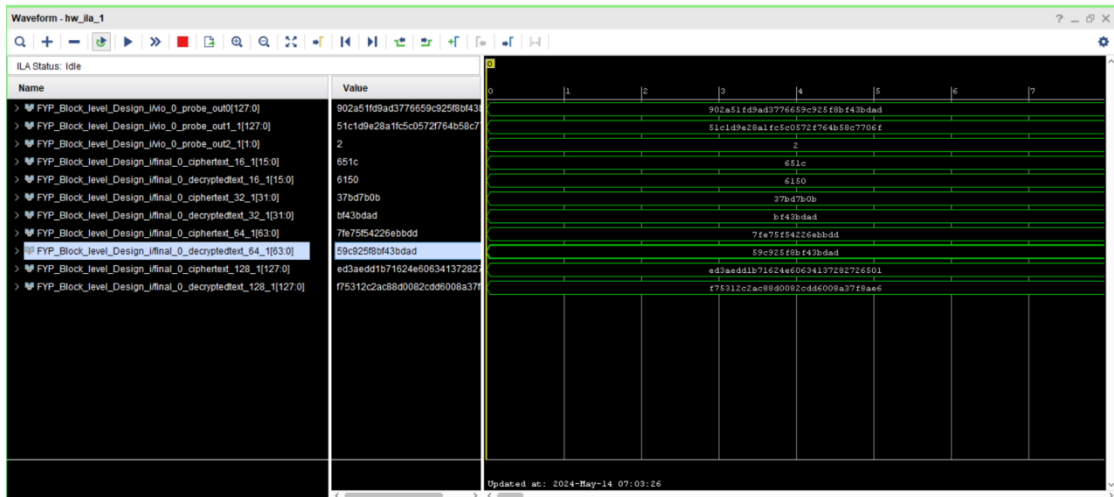 Waveform - hw_ila_1
ILA Status: Idle
Name Value
0 1 2 3 4 5 6 7
FYP_Block_level_Design_i/vio_0_probe_out0[127:0] 902a51fd9ad3776659c925f8bf43 902a51fd9ad3776659c925f8bf43bdad
FYP_Block_level_Design_i/vio_0_probe_out1_1[127:0] 51c1d9e28a1fc5c0572f764b58c7 51c1d9e28a1fc5c0572f764b58c7706f
FYP_Block_level_Design_i/vio_0_probe_out2_1[1:0] 2 2
FYP_Block_level_Design_i/final_0_ciphertext_16_1[15:0] 651c 651c
FYP_Block_level_Design_i/final_0_decryptedtext_16_1[15:0] 6150 6150
FYP_Block_level_Design_i/final_0_ciphertext_32_1[31:0] 37bd7b0b 37bd7b0b
FYP_Block_level_Design_i/final_0_decryptedtext_32_1[31:0] bf43bdad bf43bdad
FYP_Block_level_Design_i/final_0_ciphertext_64_1[63:0] 7fe75f54226ebbdd 7fe75f54226ebbdd
FYP_Block_level_Design_i/final_0_decryptedtext_64_1[63:0] 59c925f8bf43bdad 59c925f8bf43bdad
FYP_Block_level_Design_i/final_0_ciphertext_128_1[127:0] ed3aedd1b71624e606341372827 ed3aedd1b71624e60634137282726501
FYP_Block_level_Design_i/final_0_decryptedtext_128_1[127:0] f75312c2ac88d0082cdd6008a37f f75312c2ac88d0082cdd6008a37f8ae6
Updated at: 2024-May-14 07:03:26